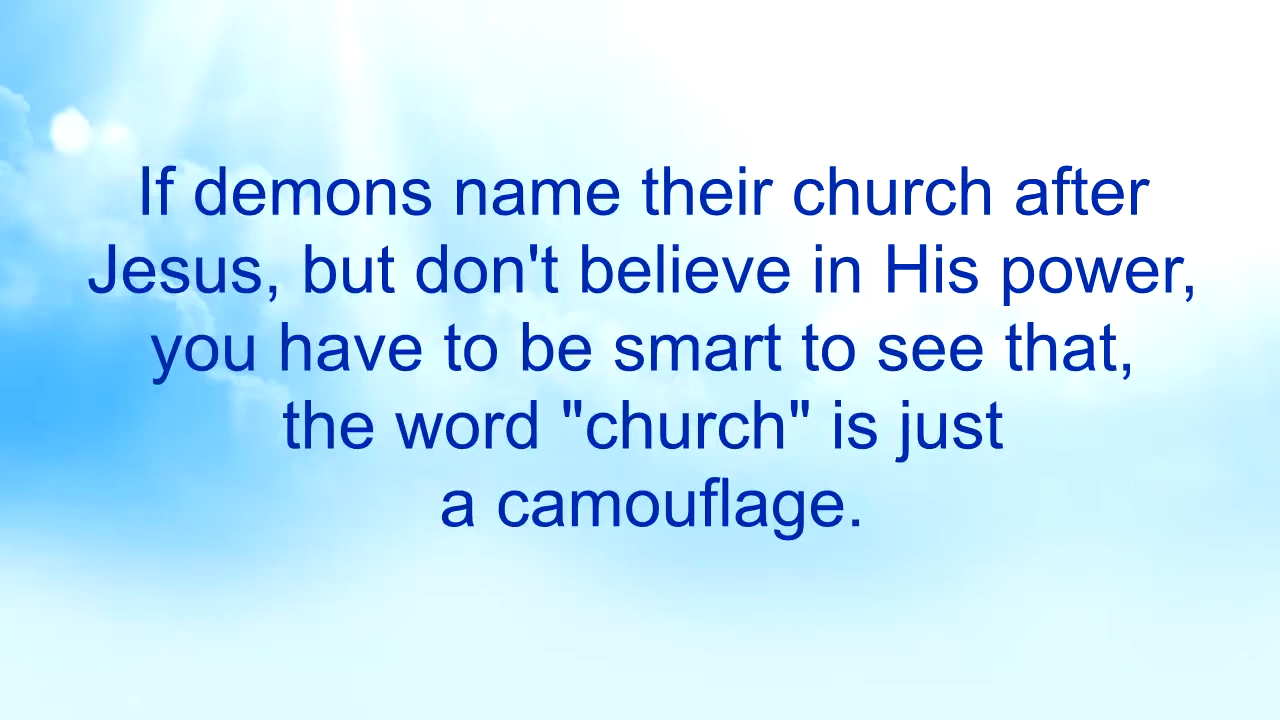 If demons name their church after
Jesus, but don't believe in His power,
you have to be smart to see that,
the word "church" is just
a camouflage.